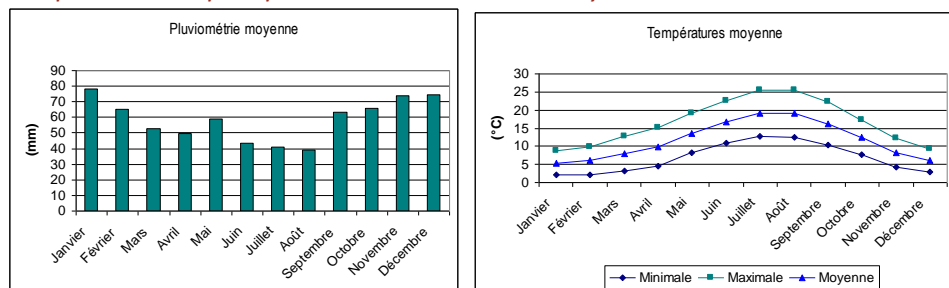 Pluviométrie moyenne
90
80
70
60
50
40
30
20
10
0
(mm)
Janvier
Février
Mars
Avril
Mai
Juin
Juillet
Août
Septembre
Octobre
Novembre
Décembre
Températures moyenne
30
25
20
15
10
5
0
(°C)
Janvier
Février
Mars
Avril
Mai
Juin
Juillet
Août
Septembre
Octobre
Novembre
Décembre
Minimale Maximale Moyenne